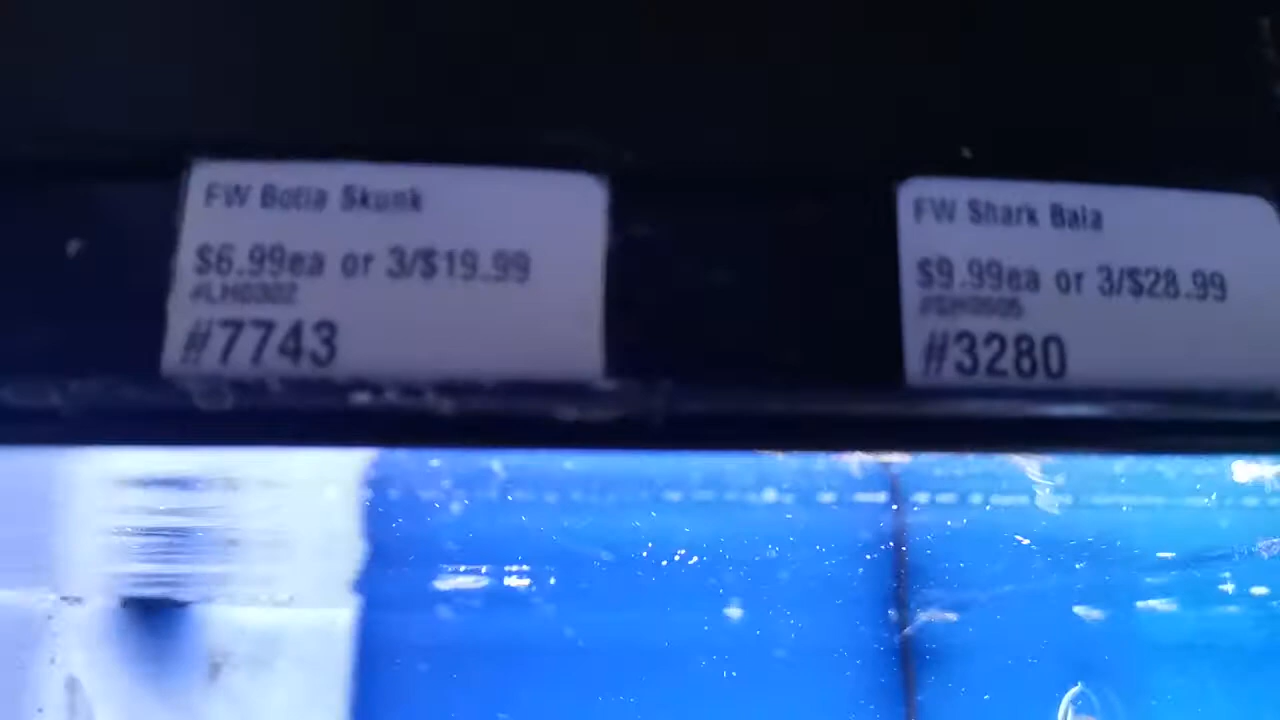 FW Botia Skunk
$6.99ea or 3/$19.99
#LH0302
#7743
FW Shark Bala
$9.99ea or 3/$28.99
#3280